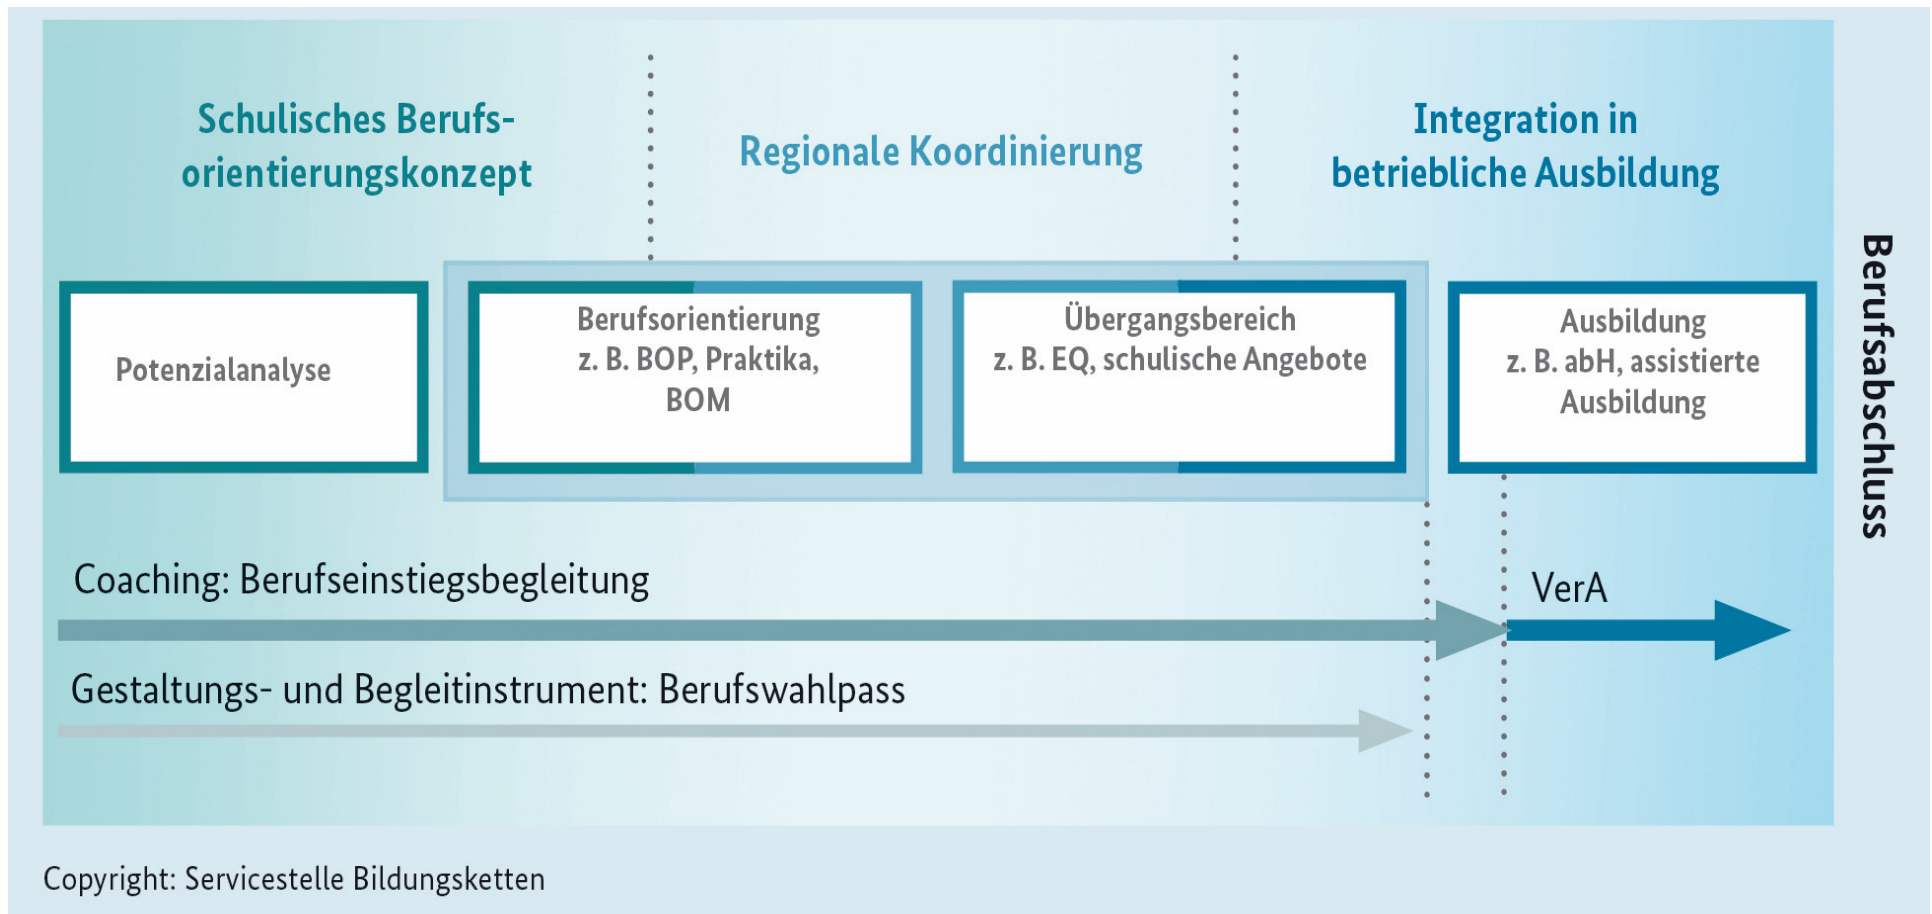 Schulisches Berufs-
orientierungskonzept
Regionale Koordinierung
Integration in
betriebliche Ausbildung
Potenzialanalyse
Berufsorientierung
z. B. BOP, Praktika,
BOM
Übergangsbereich
z. B. EQ, schulische Angebote
Ausbildung
z. B. abH, assistierte
Ausbildung
Berufsabschluss
Coaching: Berufseinstiegsbegleitung
VerA
Gestaltungs- und Begleitinstrument: Berufswahlpass
Copyright: Servicestelle Bildungsketten